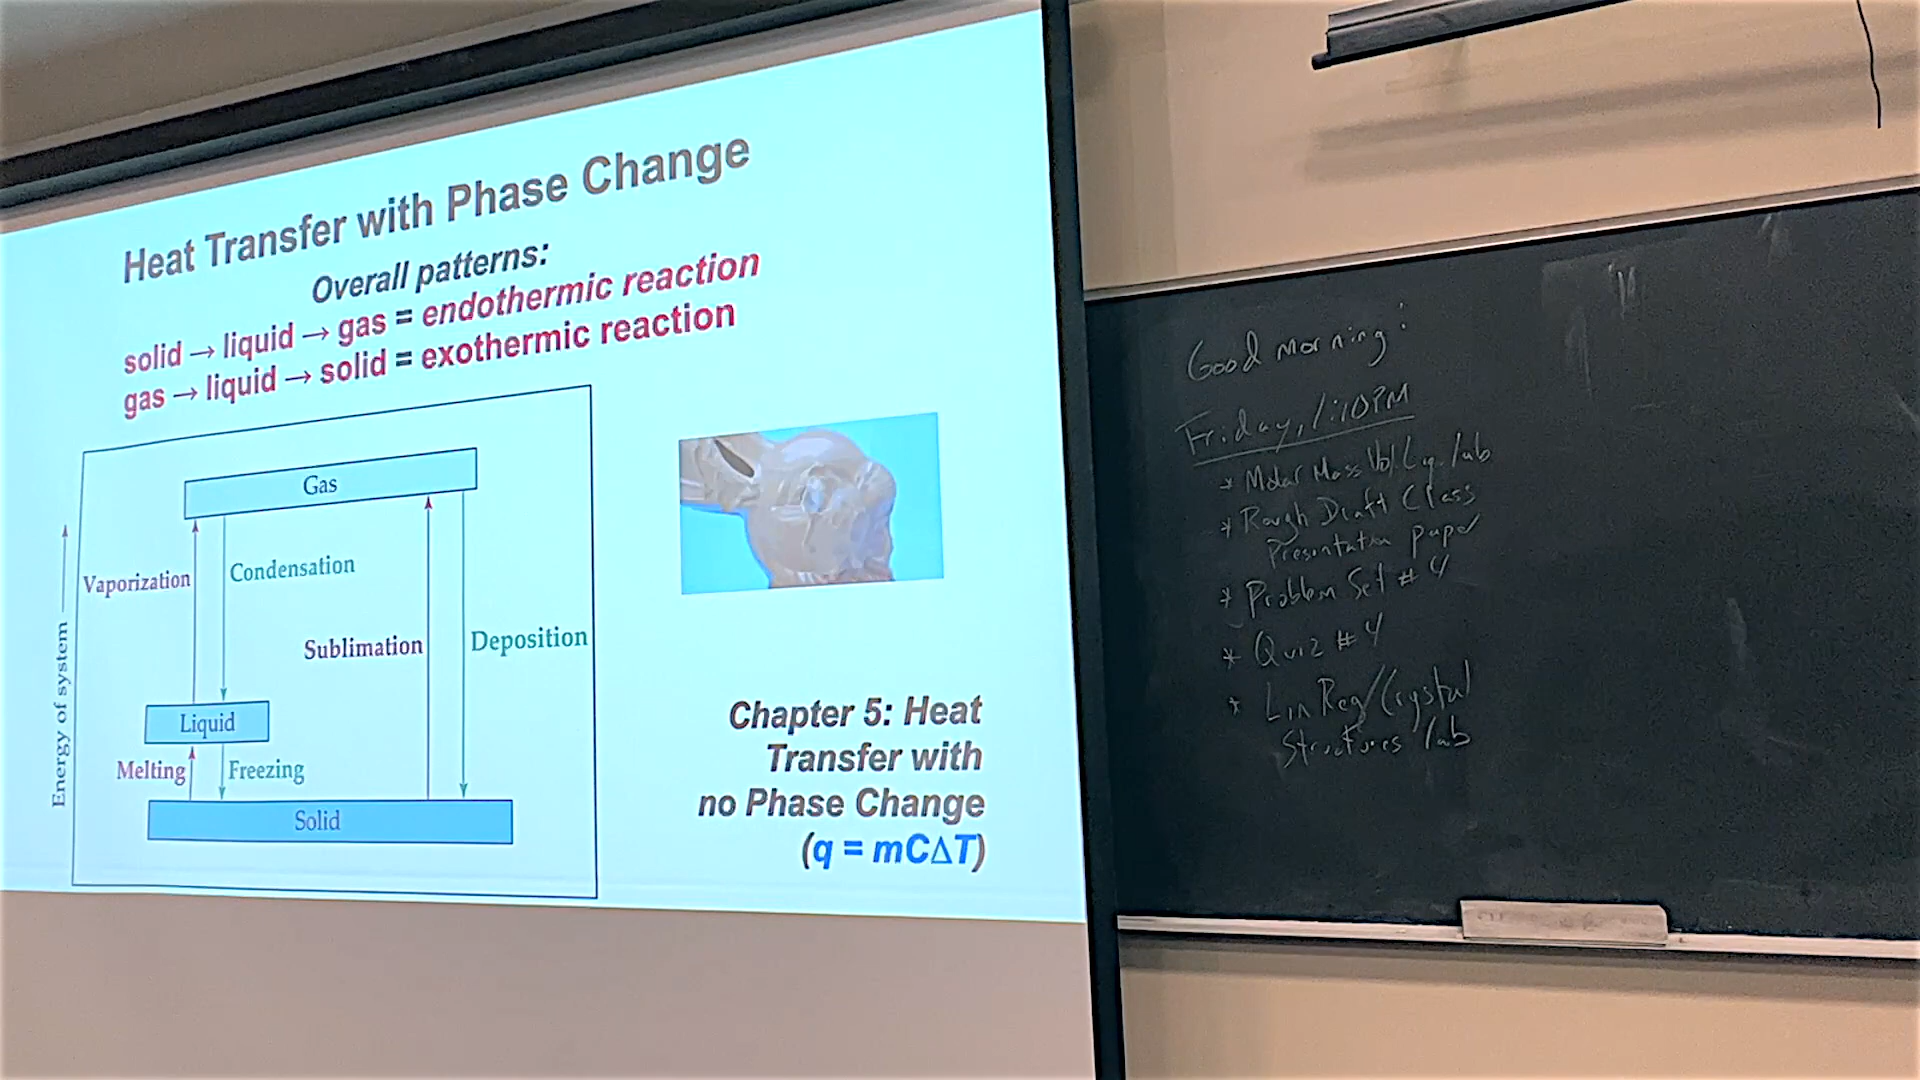 Heat Transfer with Phase Change
Overall patterns:
solid → liquid → gas = endothermic reaction
gas → liquid → solid = exothermic reaction
Gas
Vaporization
Condensation
Sublimation
Deposition
Liquid
Melting
Freezing
Solid
Energy of system
Chapter 5: Heat
Transfer with
no Phase Change
(q = mCΔT)
Good Morning:
Friday, 1:10PM
* Molar Mass Vol. Liq. lab
* Rough Draft Class
Presentation paper
* Problem Set # 4
* Quiz # 4
* Lin Reg/Crystal
Structures lab